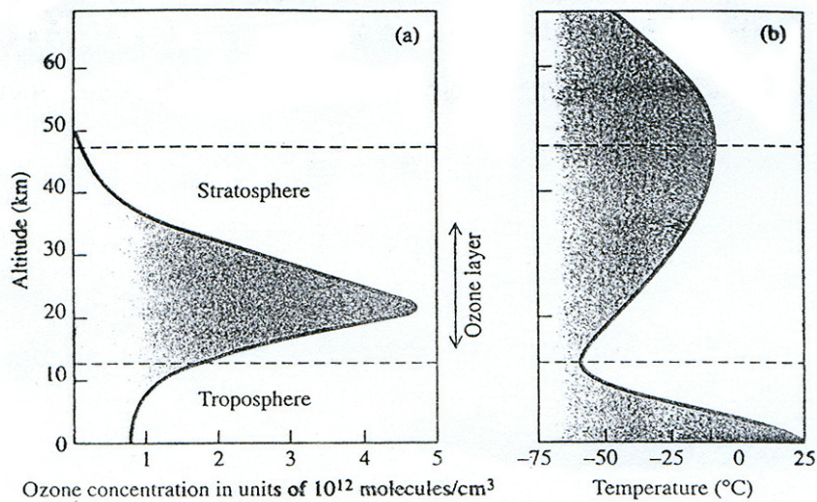 (a)
(b)
60
50
40
30
20
10
0
Altitude (km)
Stratosphere
Troposphere
Ozone layer
1 2 3 4 5
Ozone concentration in units of 10¹² molecules/cm³
−75 −50 −25 0 25
Temperature (°C)